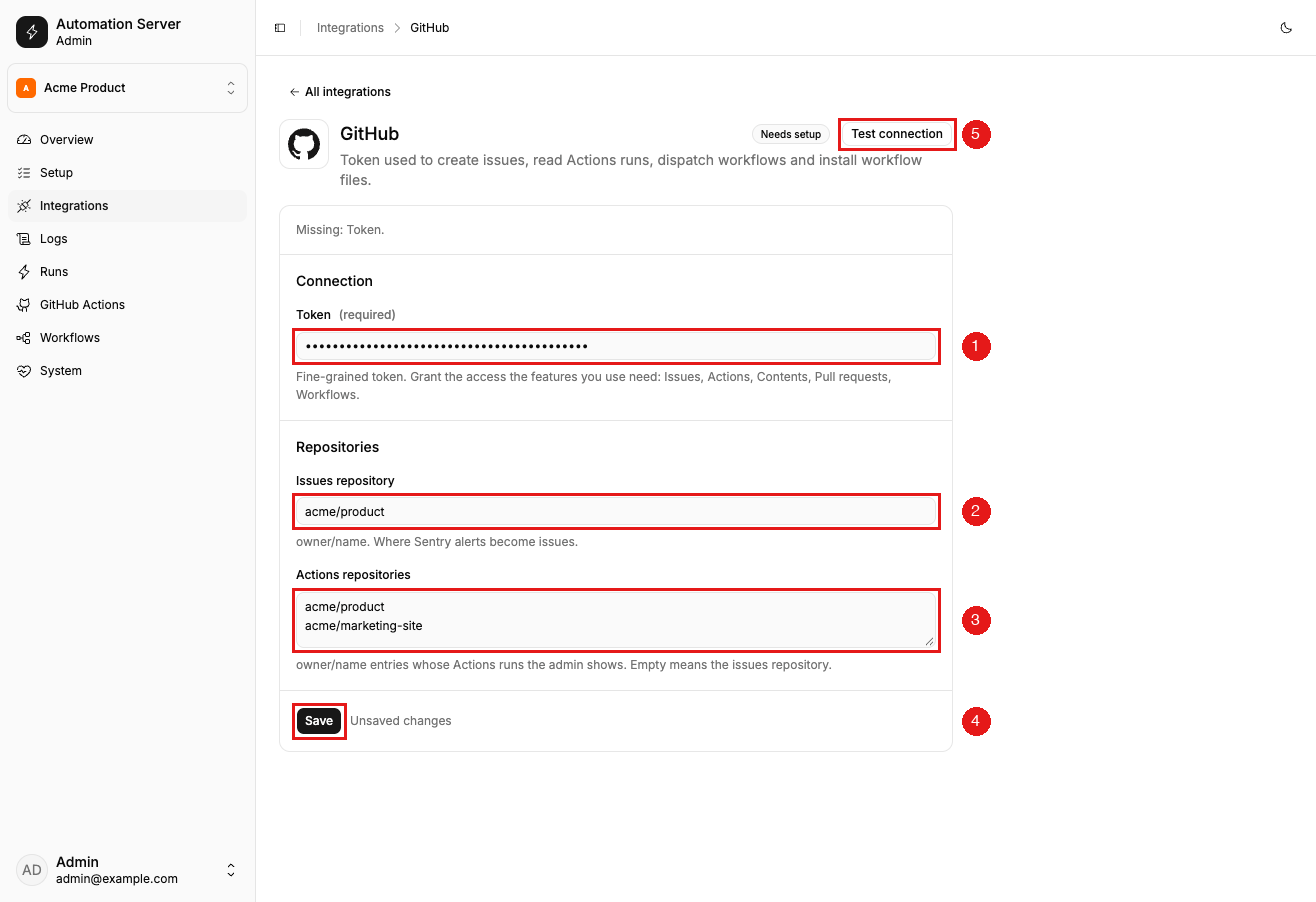 Automation Server
Admin
A
Acme Product
Overview
Setup
Integrations
Logs
Runs
GitHub Actions
Workflows
System
AD
Admin
admin@example.com
Integrations
GitHub
All integrations
GitHub
Needs setup
Test connection
5
Token used to create issues, read Actions runs, dispatch workflows and install workflow
files.
Missing: Token.
Connection
Token (required)
1
Fine-grained token. Grant the access the features you use need: Issues, Actions, Contents, Pull requests,
Workflows.
Repositories
Issues repository
acme/product
2
owner/name. Where Sentry alerts become issues.
Actions repositories
acme/product
acme/marketing-site
3
owner/name entries whose Actions runs the admin shows. Empty means the issues repository.
Save
Unsaved changes
4